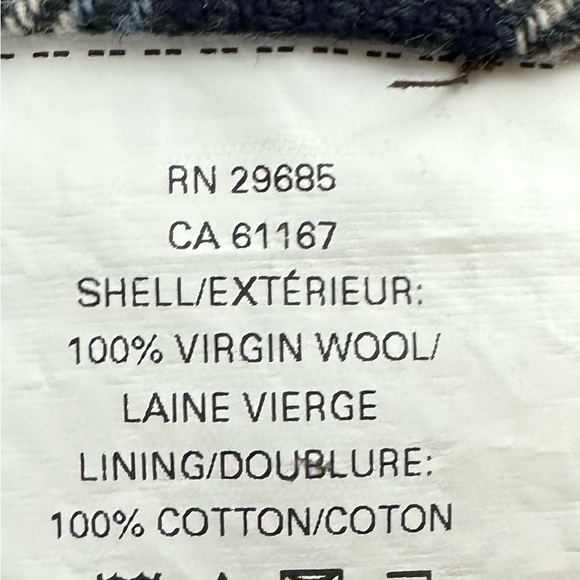 RN 29685
CA 61167
SHELL/EXTÉRIEUR:
100% VIRGIN WOOL/
LAINE VIERGE
LINING/DOUBLURE:
100% COTTON/COTON